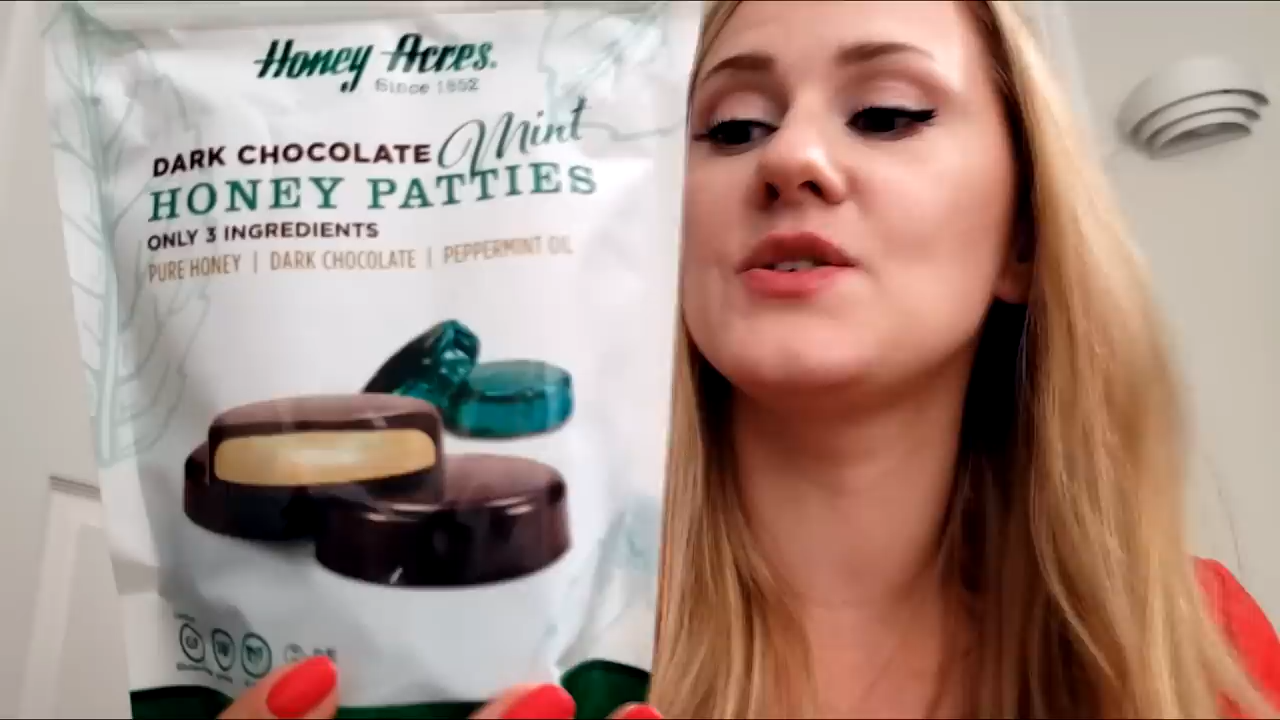 Honey Acres.
Since 1852
DARK CHOCOLATE Mint
HONEY PATTIES
ONLY 3 INGREDIENTS
PURE HONEY | DARK CHOCOLATE | PEPPERMINT OIL